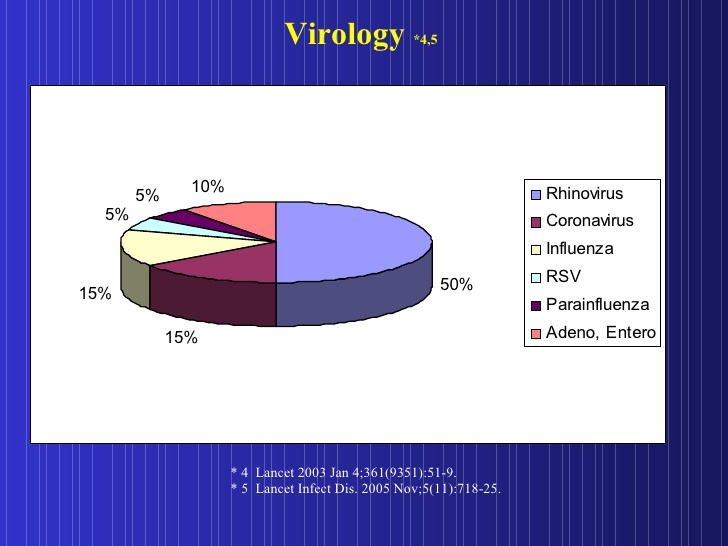 Virology *4,5
10%
5%
5%
15%
15%
50%
Rhinovirus
Coronavirus
Influenza
RSV
Parainfluenza
Adeno, Entero
* 4 Lancet 2003 Jan 4;361(9351):51-9.
* 5 Lancet Infect Dis. 2005 Nov;5(11):718-25.